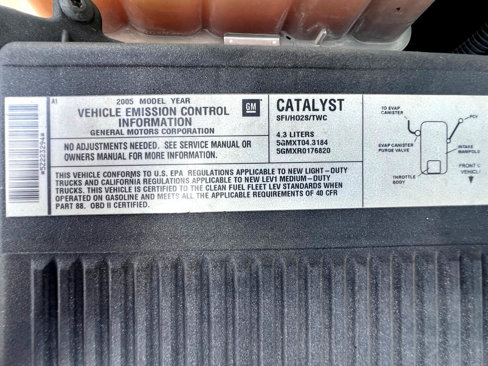 A1
2005 MODEL YEAR
VEHICLE EMISSION CONTROL
INFORMATION
GENERAL MOTORS CORPORATION
GM
NO ADJUSTMENTS NEEDED. SEE SERVICE MANUAL OR
OWNERS MANUAL FOR MORE INFORMATION.
CATALYST
SFI/HO2S/TWC
4.3 LITERS
5GMXT04.3184
5GMXR0176820
THIS VEHICLE CONFORMS TO U.S. EPA REGULATIONS APPLICABLE TO NEW LIGHT-DUTY
TRUCKS AND CALIFORNIA REGULATIONS APPLICABLE TO NEW LEV1 MEDIUM-DUTY
TRUCKS. THIS VEHICLE IS CERTIFIED TO THE CLEAN FUEL FLEET LEV STANDARDS WHEN
OPERATED ON GASOLINE AND MEETS ALL THE APPLICABLE REQUIREMENTS OF 40 CFR
PART 88. OBD II CERTIFIED.
TO EVAP
CANISTER
PCV
EVAP CANISTER
PURGE VALVE
INTAKE
MANIFOLD
THROTTLE
BODY
FRONT